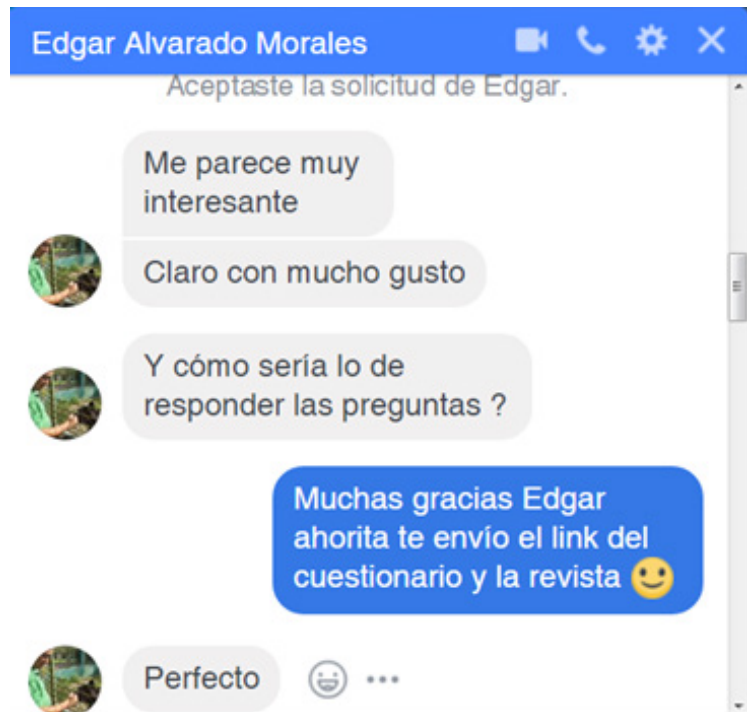 Edgar Alvarado Morales
Aceptaste la solicitud de Edgar.
Me parece muy
interesante
Claro con mucho gusto
Y cómo sería lo de
responder las preguntas ?
Muchas gracias Edgar
ahorita te envío el link del
cuestionario y la revista
Perfecto